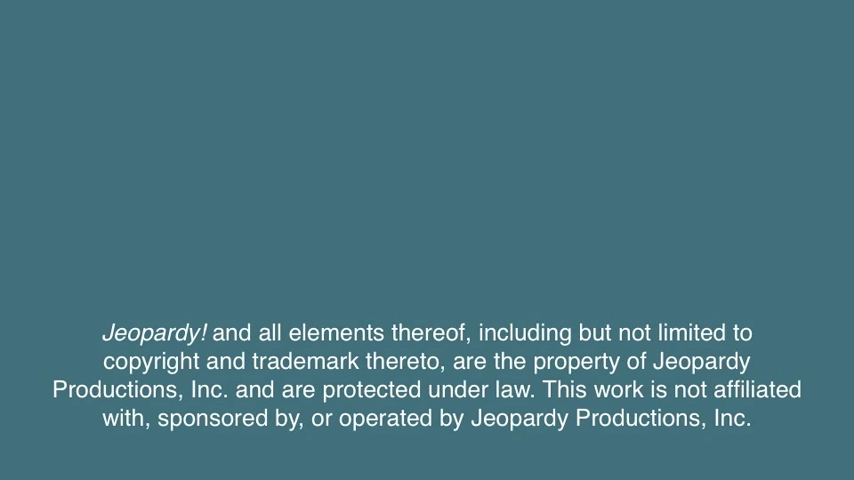 Jeopardy! and all elements thereof, including but not limited to
copyright and trademark thereto, are the property of Jeopardy
Productions, Inc. and are protected under law. This work is not affiliated
with, sponsored by, or operated by Jeopardy Productions, Inc.